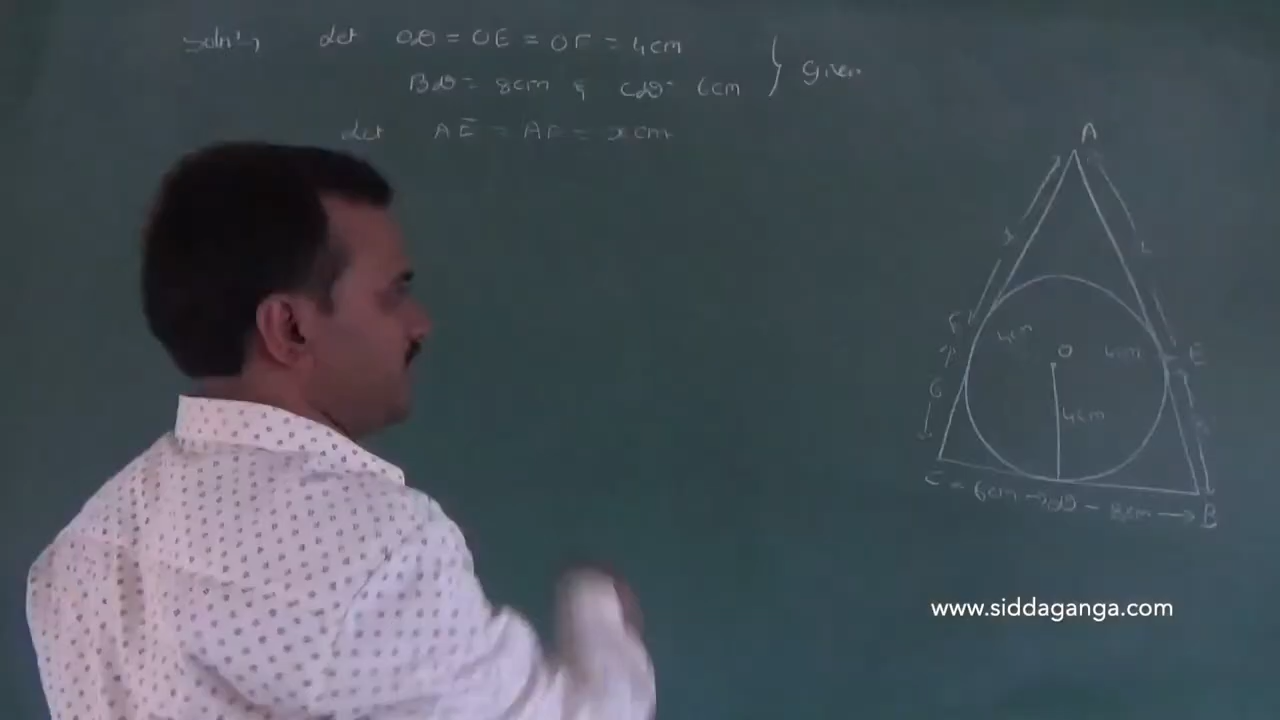 Soln:→ Let OD = OE = OF = 4cm
BD = 8cm & CD = 6cm } Given
Let AE = AF = x cm
A
x x
F E
4cm O 4cm
6
4cm
C ← 6cm → D ← 8cm → B
www.siddaganga.com